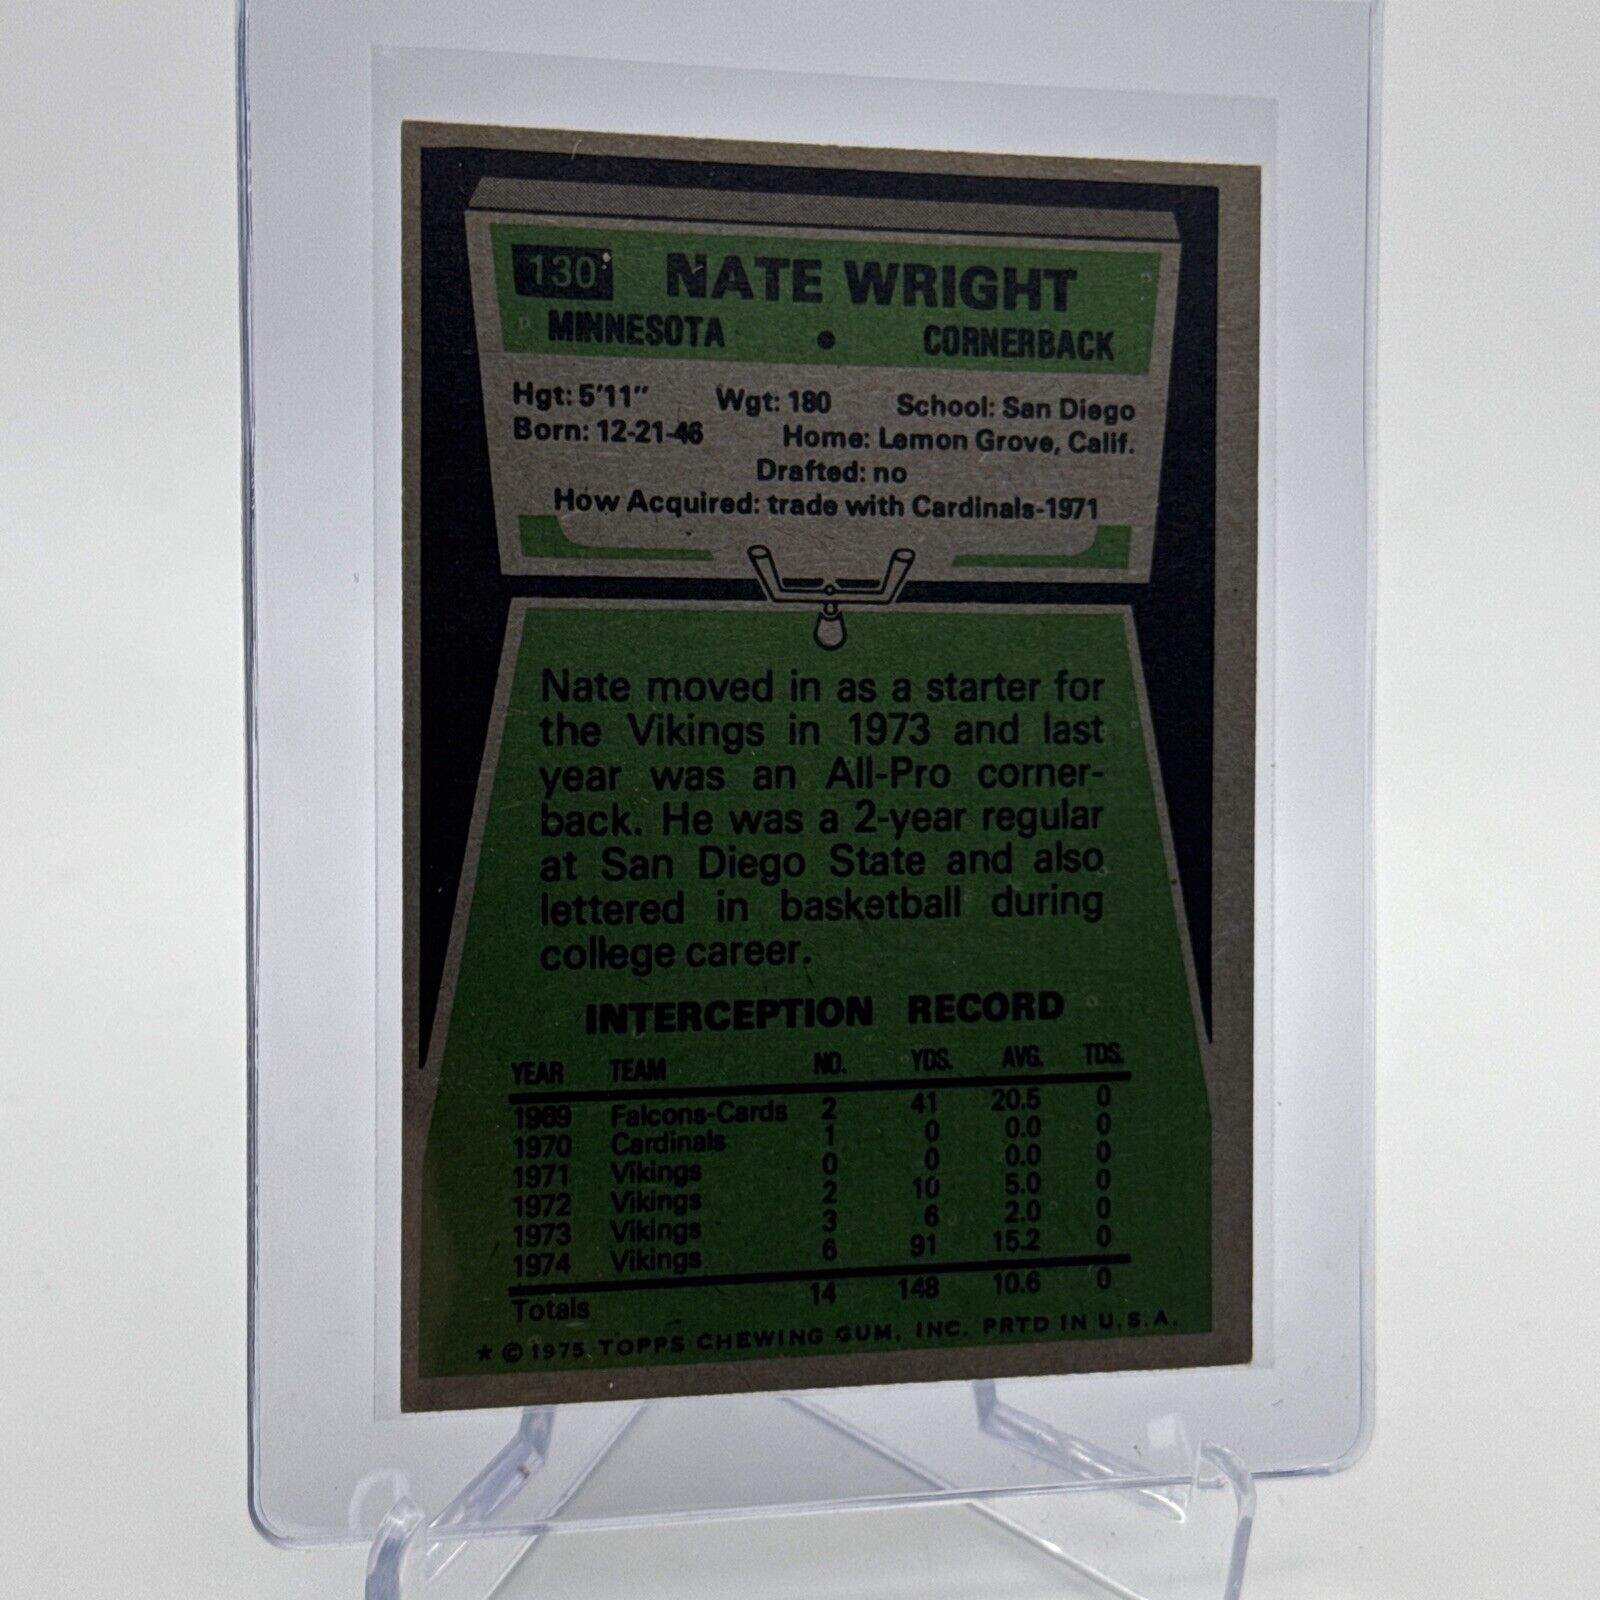 130 NATE WRIGHT
MINNESOTA • CORNERBACK
Hgt: 5'11" Wgt: 180 School: San Diego
Born: 12-21-46 Home: Lemon Grove, Calif.
Drafted: no
How Acquired: trade with Cardinals-1971
Nate moved in as a starter for
the Vikings in 1973 and last
year was an All-Pro corner-
back. He was a 2-year regular
at San Diego State and also
lettered in basketball during
college career.
INTERCEPTION RECORD
YEAR TEAM NO. YDS. AVG. TDS.
1969 Falcons-Cards 2 41 20.5 0
1970 Cardinals 1 0 0.0 0
1971 Vikings 0 0 0.0 0
1972 Vikings 2 10 5.0 0
1973 Vikings 3 6 2.0 0
1974 Vikings 6 91 15.2 0
Totals 14 148 10.6 0
★ © 1975 TOPPS CHEWING GUM, INC. PRTD IN U.S.A.